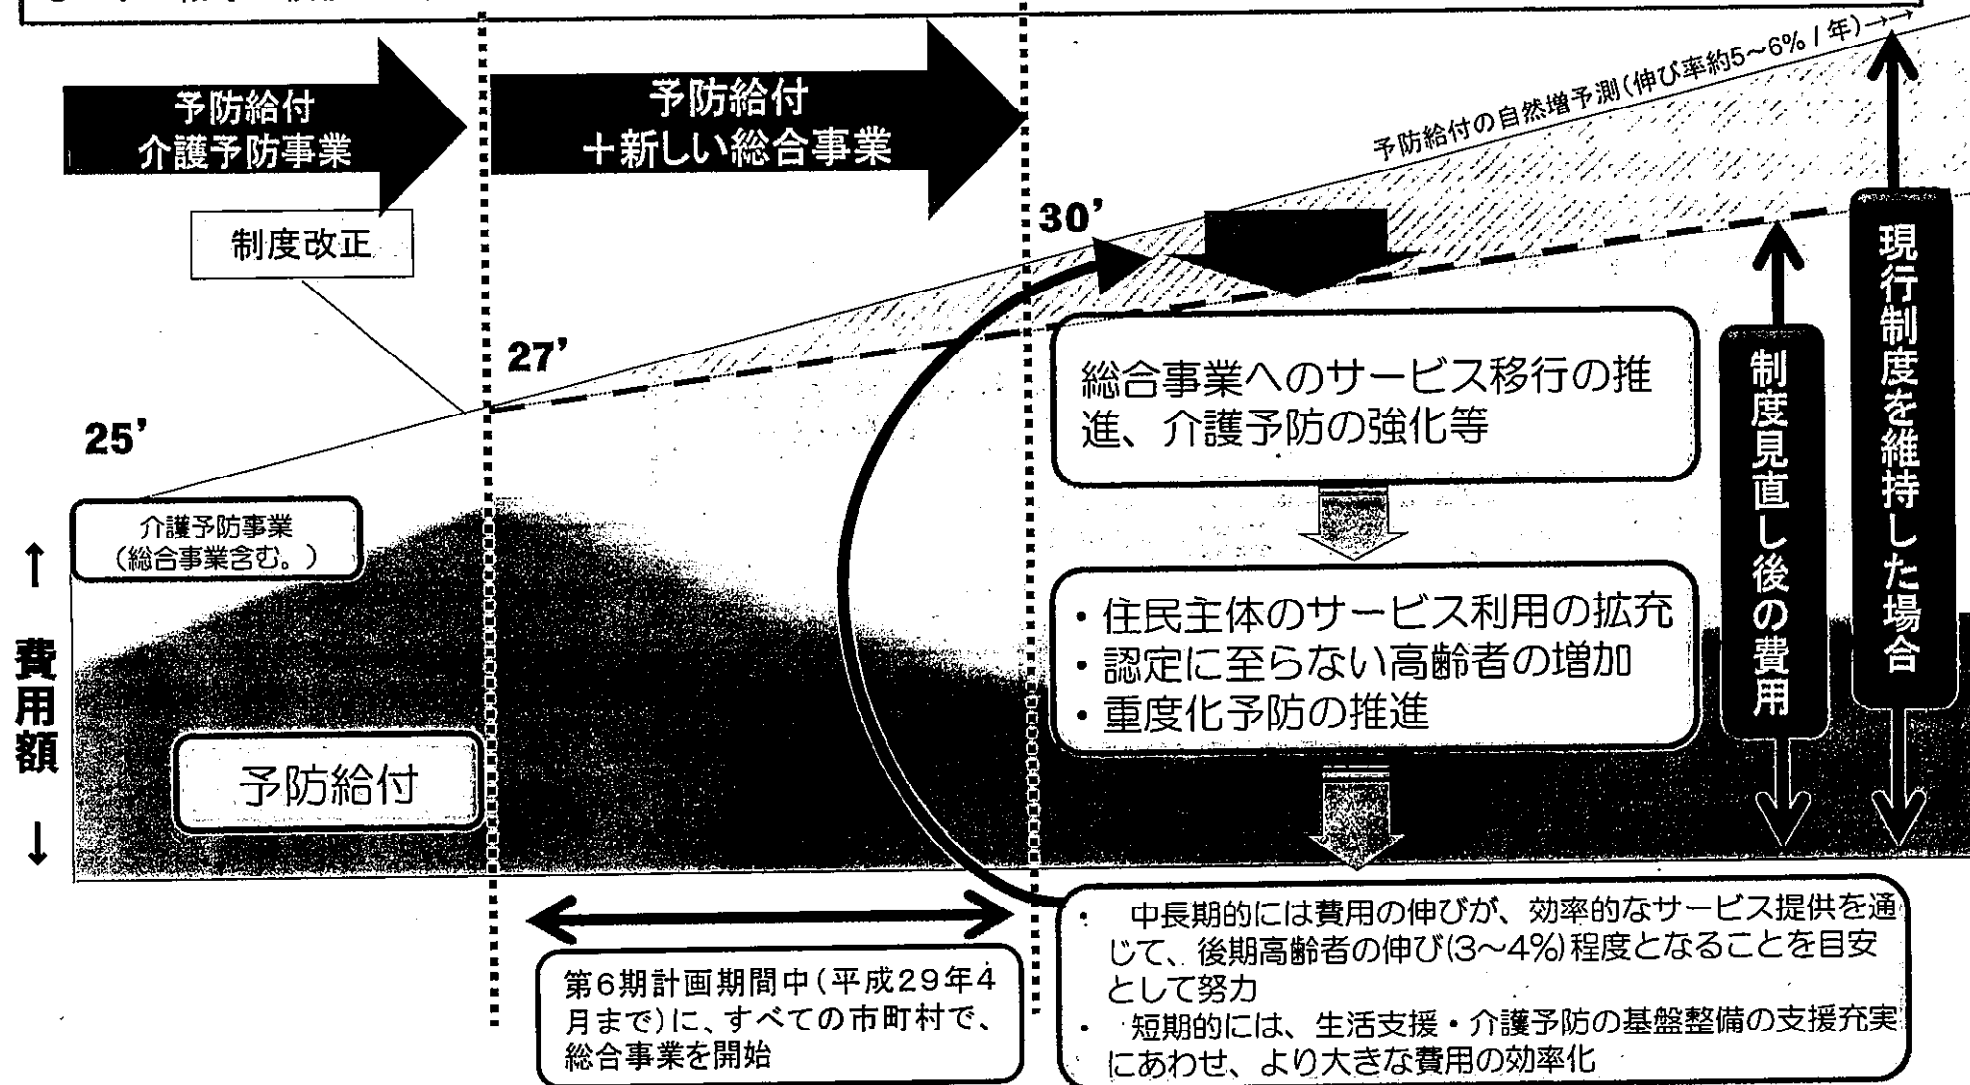 予防給付
介護予防事業
予防給付
+新しい総合事業
予防給付の自然増予測(伸び率約5~6% / 年)→→
制度改正
25'
27'
30'
現行制度を維持した場合
制度見直し後の費用
総合事業へのサービス移行の推
進、介護予防の強化等
介護予防事業
(総合事業含む。)
↑
費用額
↓
・住民主体のサービス利用の拡充
・認定に至らない高齢者の増加
・重度化予防の推進
予防給付
第6期計画期間中(平成29年4
月まで)に、すべての市町村で、
総合事業を開始
・ 中長期的には費用の伸びが、効率的なサービス提供を通
じて、後期高齢者の伸び(3~4%)程度となることを目安
として努力
・ 短期的には、生活支援・介護予防の基盤整備の支援充実
にあわせ、より大きな費用の効率化